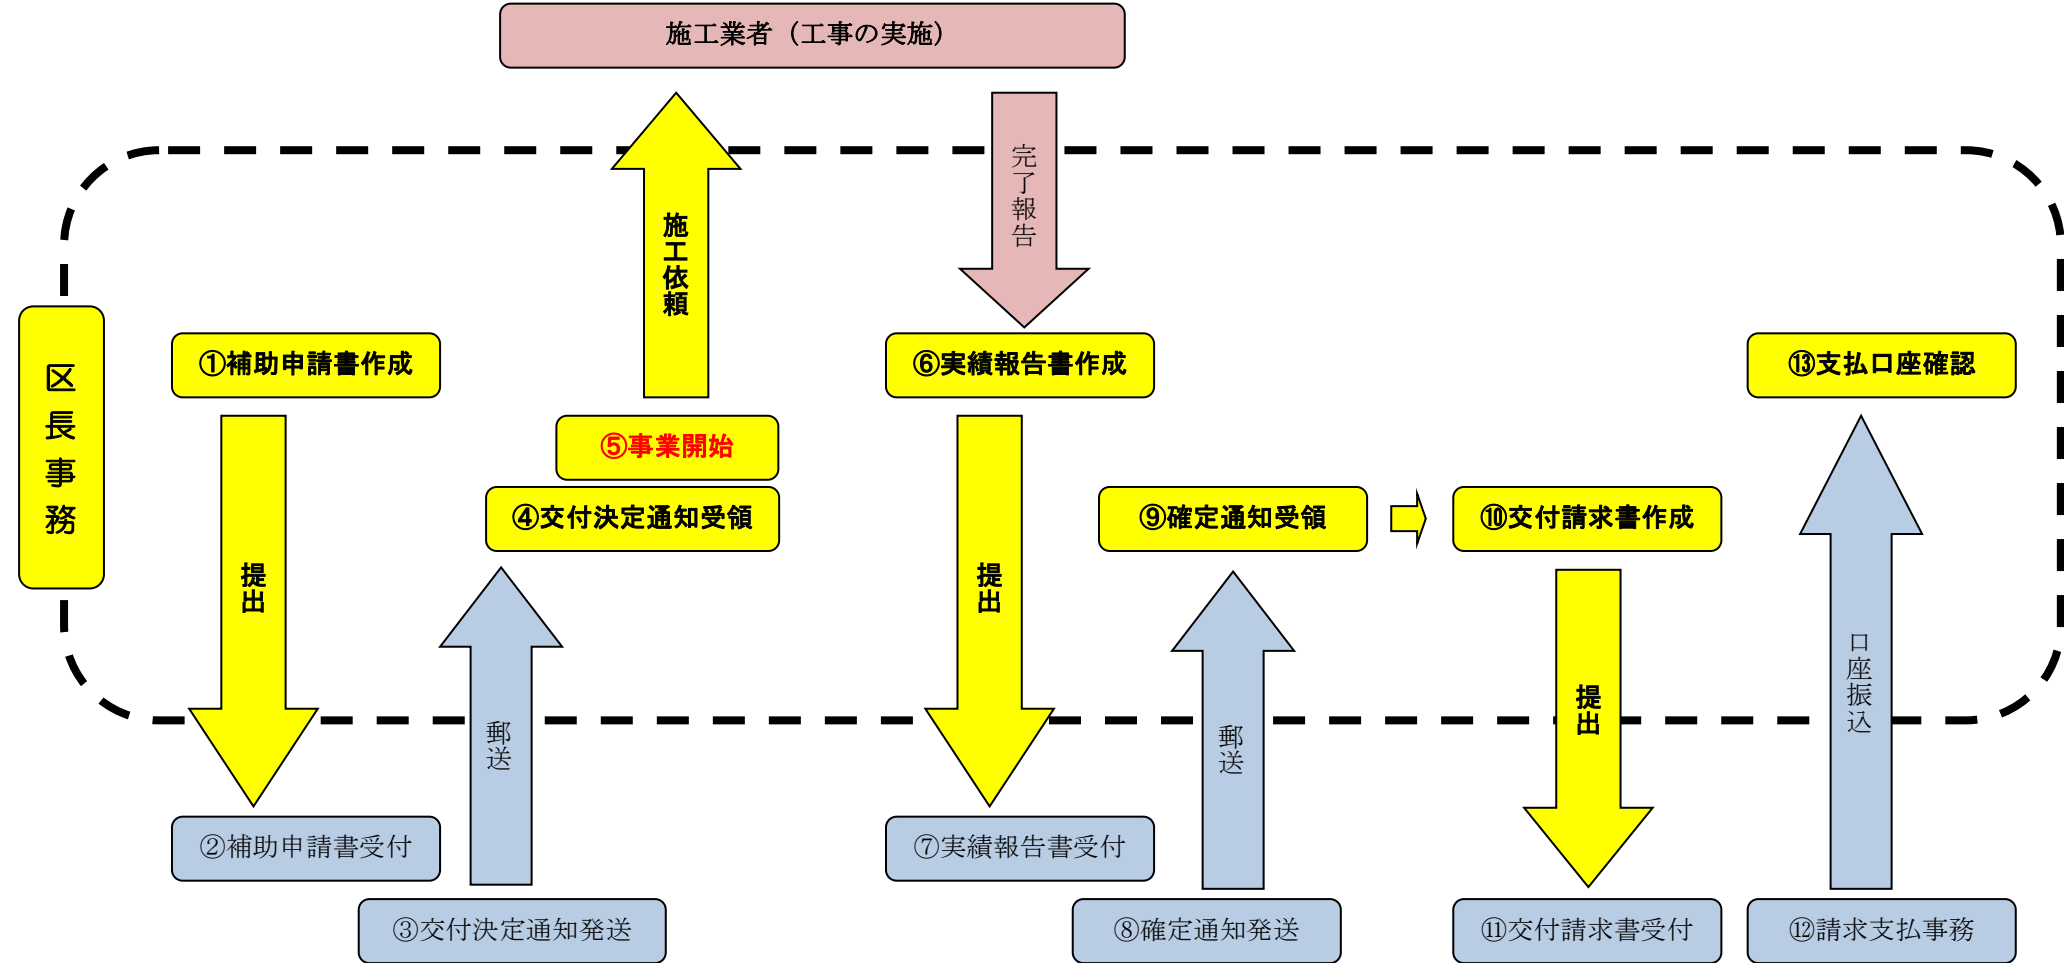 施工業者（工事の実施）
完了報告
施工依頼
区長事務
①補助申請書作成
⑥実績報告書作成
⑬支払口座確認
⑤事業開始
④交付決定通知受領
⑨確定通知受領
⑩交付請求書作成
提出
提出
提出
口座振込
郵送
郵送
②補助申請書受付
⑦実績報告書受付
③交付決定通知発送
⑧確定通知発送
⑪交付請求書受付
⑫請求支払事務